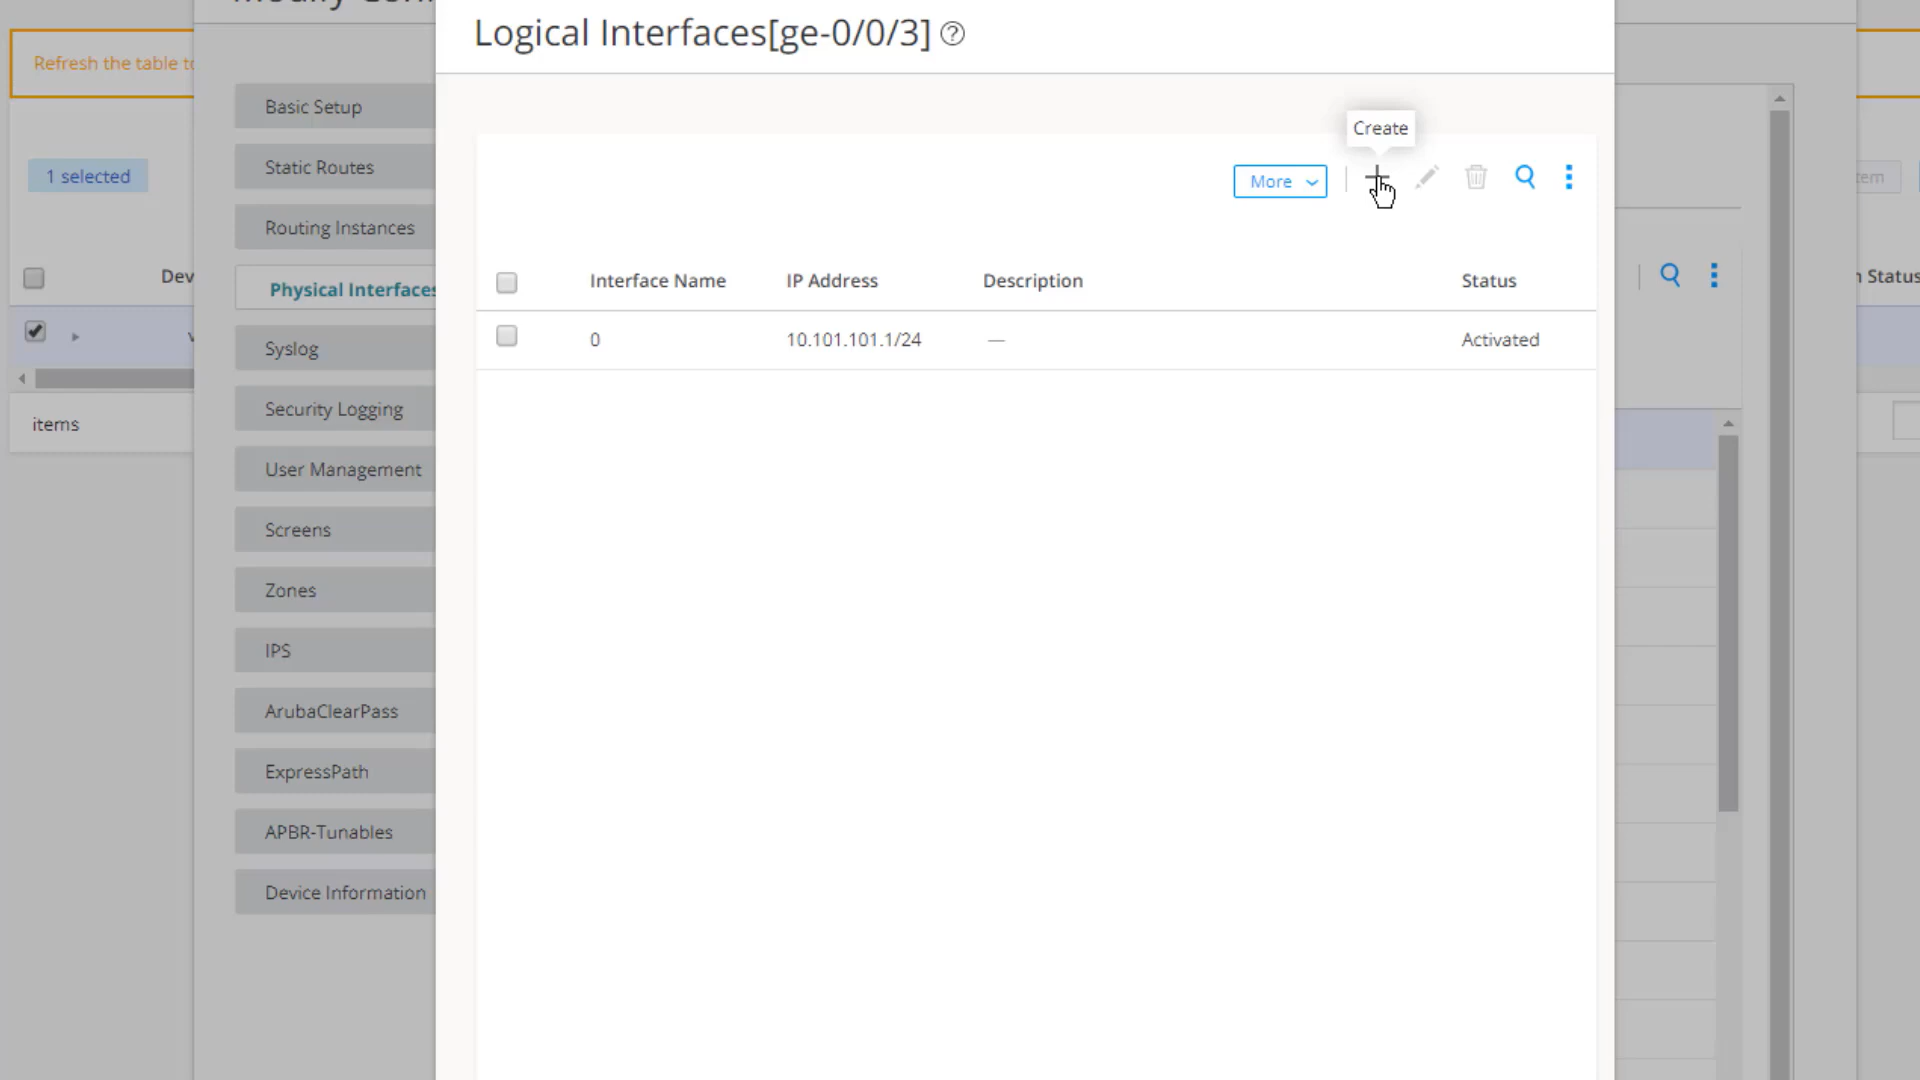 Logical Interfaces[ge-0/0/3] ?
Refresh the table to
Basic Setup
Create
Static Routes
1 selected
More
Routing Instances
Dev
Interface Name IP Address Description Status
Status
Physical Interfaces
0 10.101.101.1/24 — Activated
Syslog
Security Logging
items
User Management
Screens
Zones
IPS
ArubaClearPass
ExpressPath
APBR-Tunables
Device Information